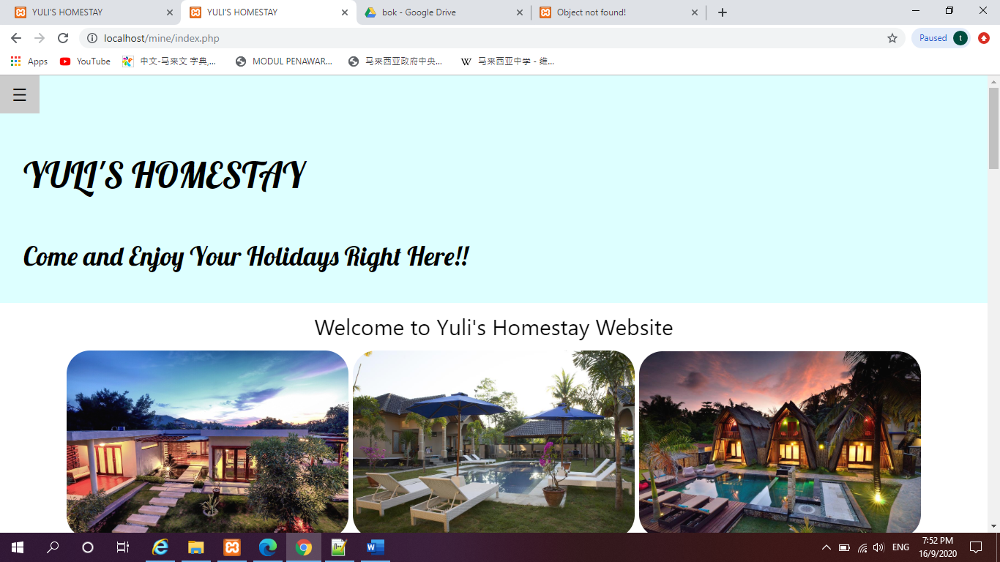 YULI'S HOMESTAY
YULI'S HOMESTAY
bok - Google Drive
Object not found!
localhost/mine/index.php
Paused
t
Apps
YouTube
中文-马来文 字典,...
MODUL PENAWAR...
马来西亚政府中央...
W
马来西亚中学 - 维...
YULI'S HOMESTAY
Come and Enjoy Your Holidays Right Here!!
Welcome to Yuli's Homestay Website
ENG
7:52 PM
16/9/2020